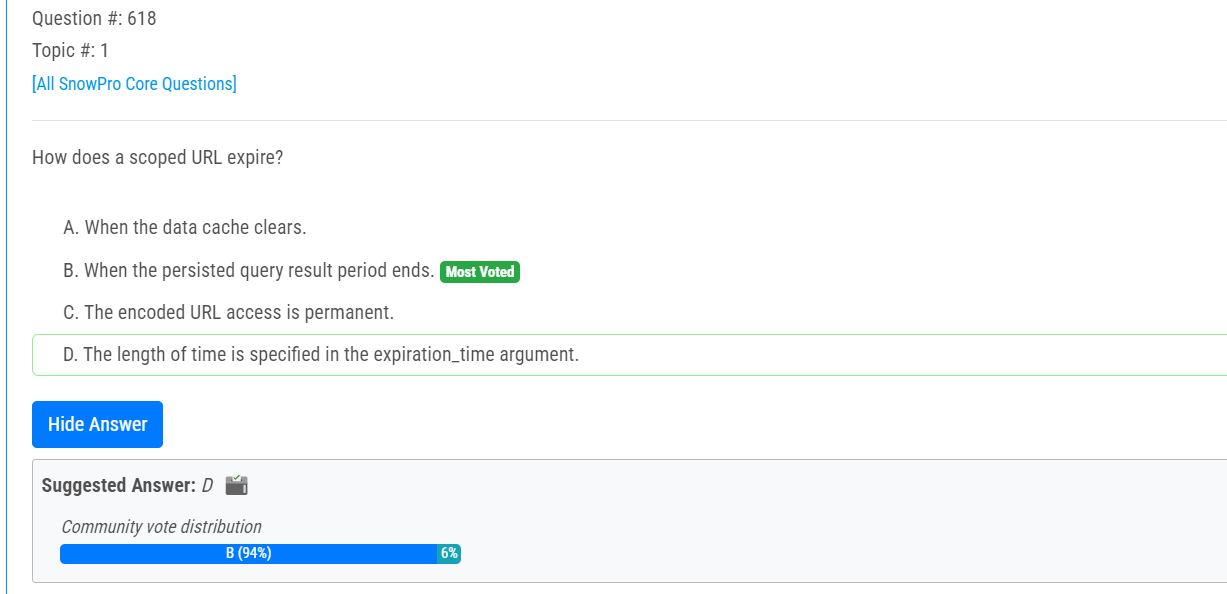 Question #: 618
Topic #: 1
[All SnowPro Core Questions]
How does a scoped URL expire?
A. When the data cache clears.
B. When the persisted query result period ends. Most Voted
C. The encoded URL access is permanent.
D. The length of time is specified in the expiration_time argument.
Hide Answer
Suggested Answer: D
Community vote distribution
B (94%) 6%